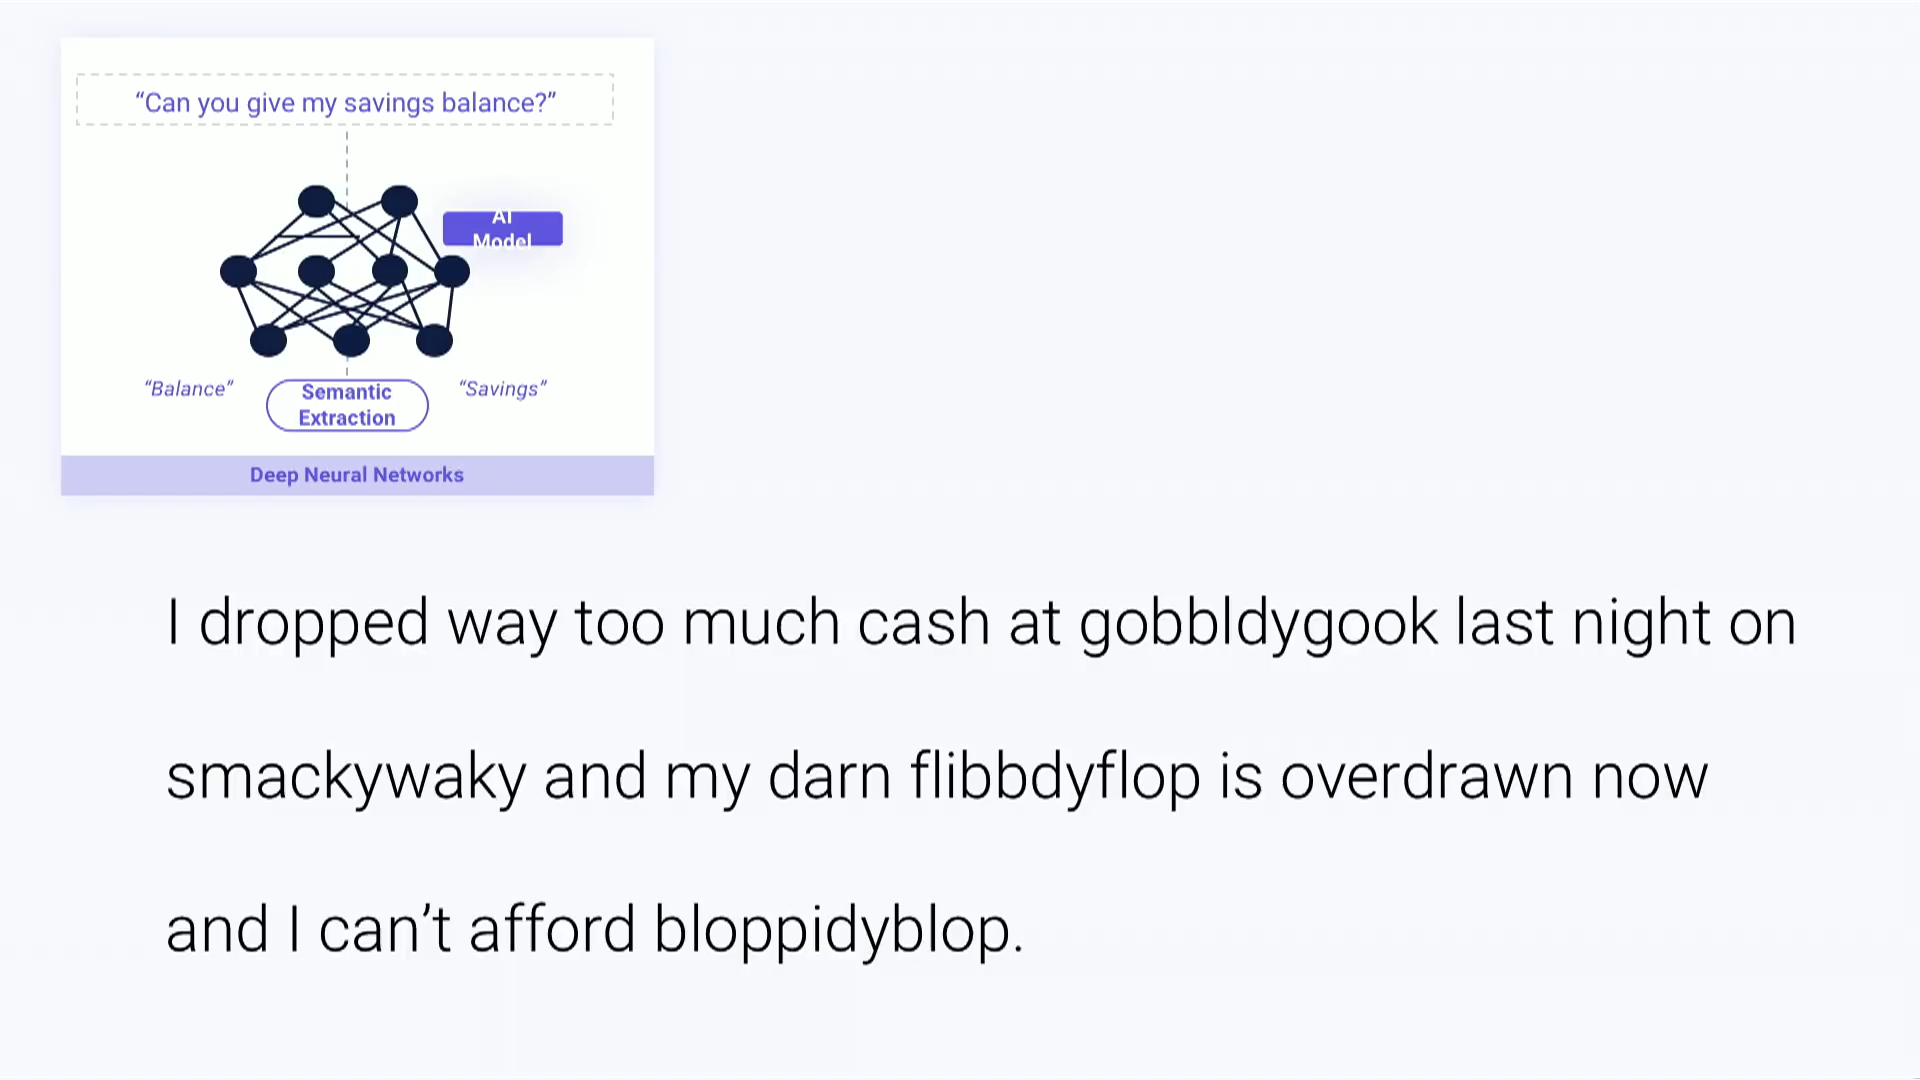 “Can you give my savings balance?”
AI
Model
“Balance”
Semantic
Extraction
“Savings”
Deep Neural Networks
I dropped way too much cash at gobbldygook last night on
smackywaky and my darn flibbdyflop is overdrawn now
and I can’t afford bloppidyblop.